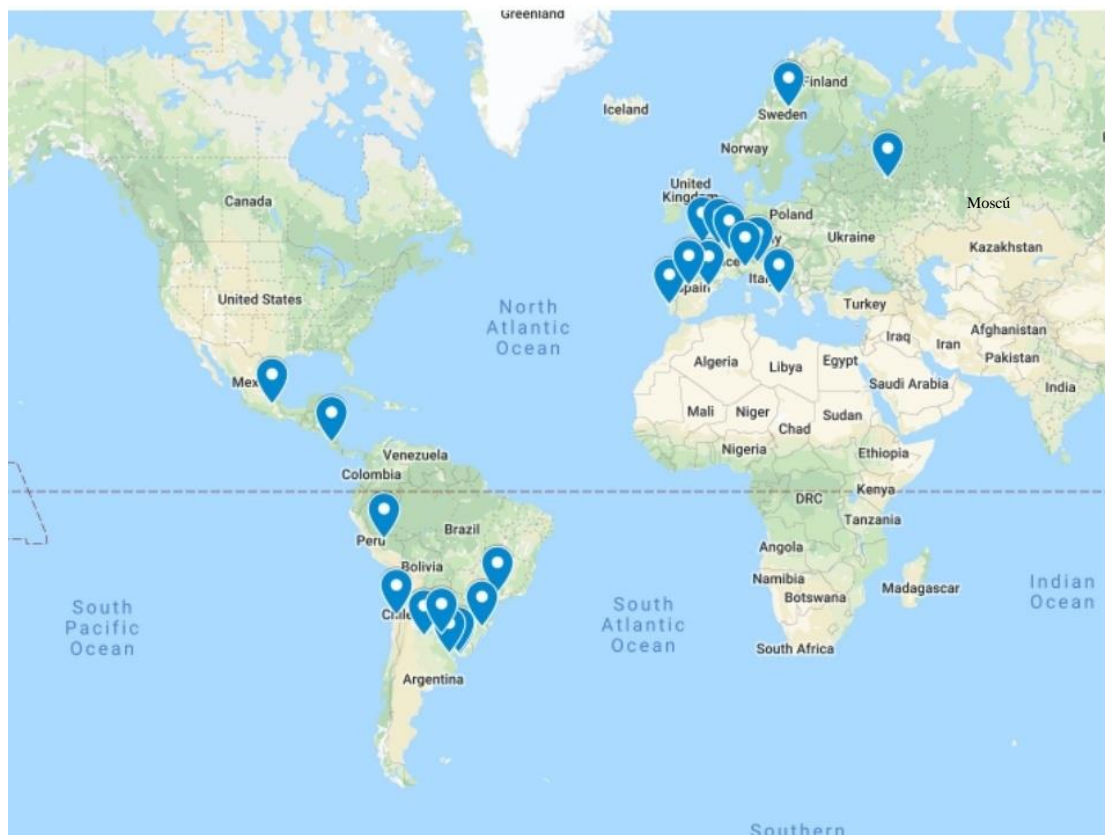 Greenland
Iceland
Finland
Sweden
Norway
United
Kingdom
Poland
Moscú
Canada
Ukraine
Kazakhstan
Spain
Ital
United States
North
Atlantic
Ocean
Turkey
Iraq
Iran
Afghanistan
Pakistan
Algeria
Libya
Egypt
Saudi Arabia
India
Mex
Mali
Niger
Chad
Sudan
Nigeria
Ethiopia
Venezuela
Colombia
DRC
Kenya
Tanzania
Peru
Brazil
Bolivia
Angola
Namibia
Botswana
Madagascar
Indian
Ocean
South
Pacific
Ocean
Chile
South
Atlantic
Ocean
South Africa
Argentina
Southern